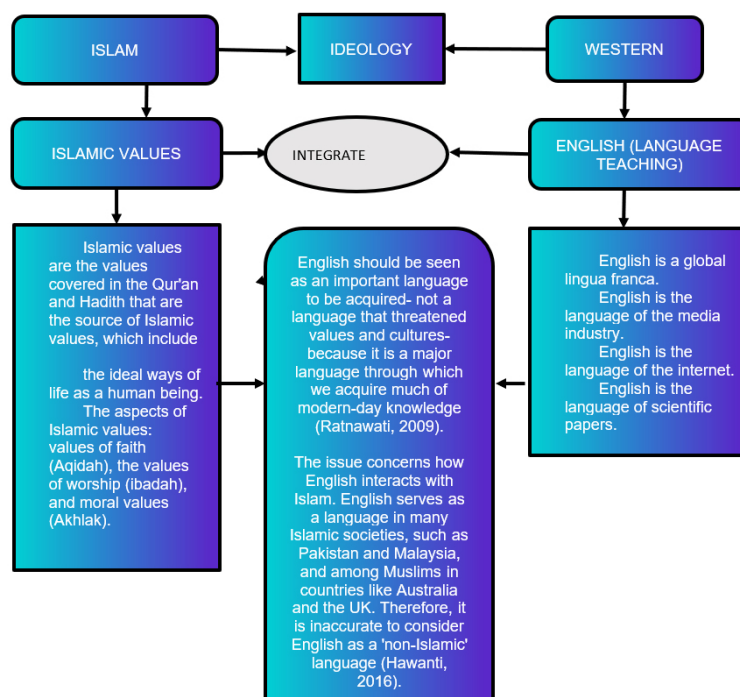 ISLAM
IDEOLOGY
WESTERN
ISLAMIC VALUES
INTEGRATE
ENGLISH (LANGUAGE
TEACHING)
Islamic values
are the values
covered in the Qur'an
and Hadith that are
the source of Islamic
values, which include
the ideal ways of
life as a human being.
The aspects of
Islamic values:
values of faith
(Aqidah), the values
of worship (ibadah),
and moral values
(Akhlak).
English should be seen
as an important language
to be acquired- not a
language that threatened
values and cultures-
because it is a major
language through which
we acquire much of
modern-day knowledge
(Ratnawati, 2009).
The issue concerns how
English interacts with
Islam. English serves as
a language in many
Islamic societies, such as
Pakistan and Malaysia,
and among Muslims in
countries like Australia
and the UK. Therefore, it
is inaccurate to consider
English as a 'non-Islamic'
language (Hawanti,
2016).
English is a global
lingua franca.
English is the
language of the media
industry.
English is the
language of the internet.
English is the
language of scientific
papers.